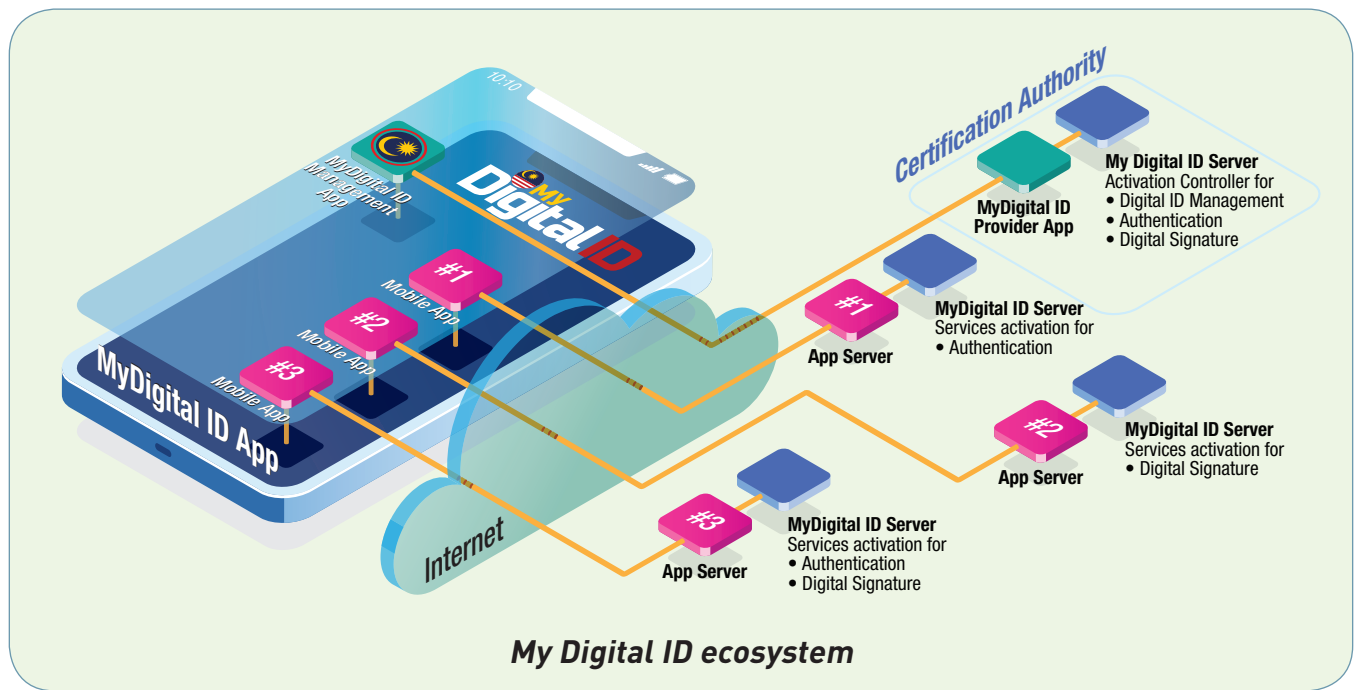 10:10
MyDigital ID
Management
App
My
Digital ID
#1
Mobile App
#2
Mobile App
#3
Mobile App
MyDigital ID App
Internet
Certification Authority
MyDigital ID
Provider App
My Digital ID Server
Activation Controller for
• Digital ID Management
• Authentication
• Digital Signature
#1
App Server
MyDigital ID Server
Services activation for
• Authentication
#2
App Server
MyDigital ID Server
Services activation for
• Digital Signature
#3
App Server
MyDigital ID Server
Services activation for
• Authentication
• Digital Signature
My Digital ID ecosystem